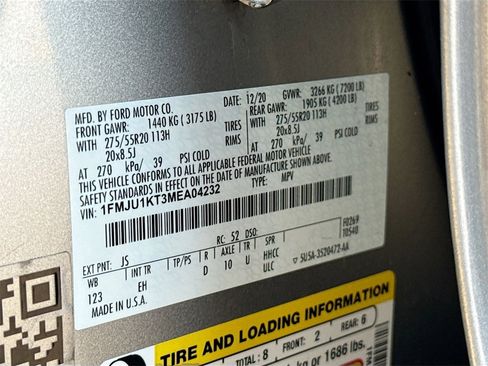 MFD. BY FORD MOTOR CO.
DATE: 12/20 GVWR: 3266 KG ( 7200 LB)
FRONT GAWR: 1440 KG ( 3175 LB) REAR GAWR: 1905 KG ( 4200 LB)
WITH 275/55R20 113H TIRES WITH 275/55R20 113H TIRES
20x8.5J RIMS 20x8.5J RIMS
AT 270 kPa/ 39 PSI COLD AT 270 kPa/ 39 PSI COLD
THIS VEHICLE CONFORMS TO ALL APPLICABLE FEDERAL MOTOR VEHICLE
SAFETY STANDARDS IN EFFECT ON THE DATE OF MANUFACTURE SHOWN ABOVE.
VIN: 1FMJU1KT3MEA04232 TYPE: MPV
F0269
10540
EXT PNT: JS RC: 52
WB INT TR TP/PS R AXLE TR SPR
123 EH D 10 U HHCC
ULC 5U5A-3520472-AA
MADE IN U.S.A.
TIRE AND LOADING INFORMATION
TOTAL: 8 FRONT: 2 REAR: 6
kg or 1686 lbs.